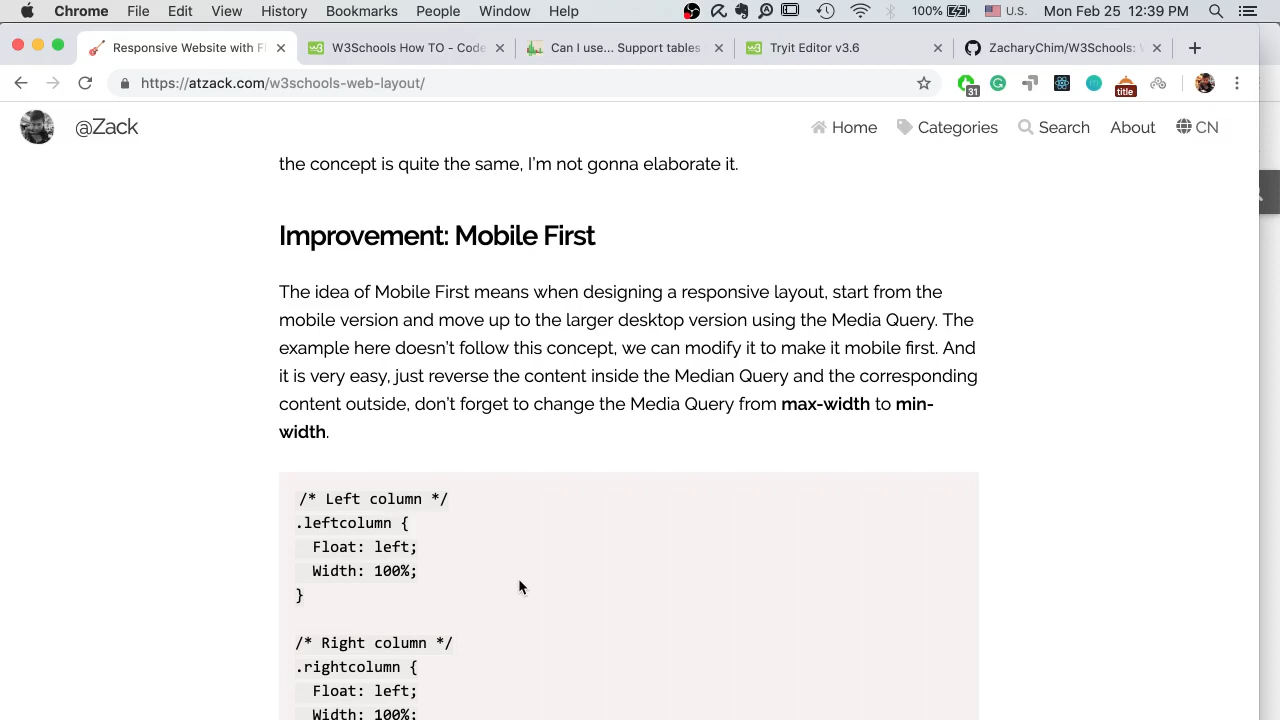 Chrome File Edit View History Bookmarks People Window Help 100% U.S. Mon Feb 25 12:39 PM
Responsive Website with Fl W3Schools How TO - Code Can I use... Support tables Tryit Editor v3.6 ZacharyChim/W3Schools:
https://atzack.com/w3schools-web-layout/ 31 title
@Zack Home Categories Search About CN
the concept is quite the same, I'm not gonna elaborate it.
Improvement: Mobile First
The idea of Mobile First means when designing a responsive layout, start from the
mobile version and move up to the larger desktop version using the Media Query. The
example here doesn't follow this concept, we can modify it to make it mobile first. And
it is very easy, just reverse the content inside the Median Query and the corresponding
content outside, don't forget to change the Media Query from max-width to min-
width.
/* Left column */
.leftcolumn {
Float: left;
Width: 100%;
}
/* Right column */
.rightcolumn {
Float: left;
Width: 100%;